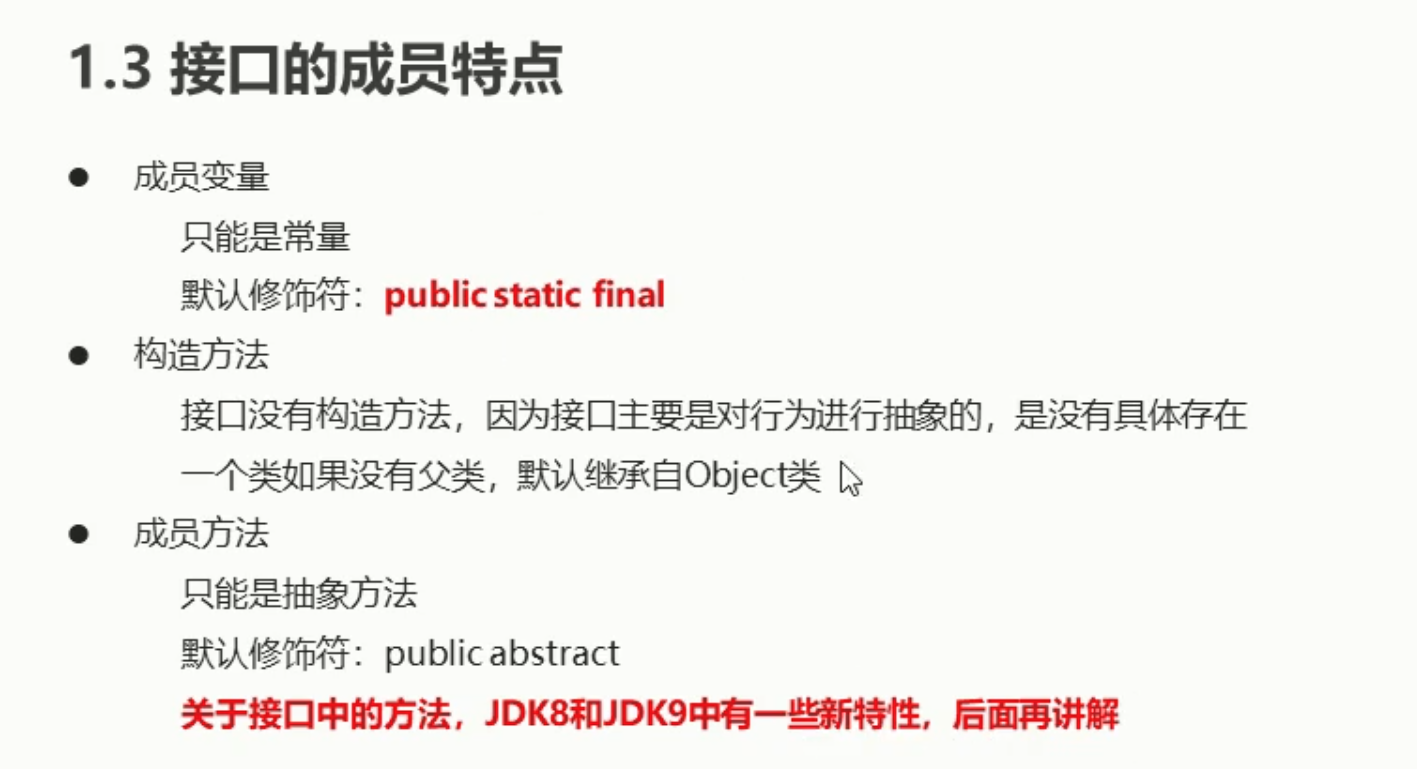 1.3 接口的成员特点
● 成员变量
只能是常量
默认修饰符：public static final
● 构造方法
接口没有构造方法，因为接口主要是对行为进行抽象的，是没有具体存在
一个类如果没有父类，默认继承自Object类
● 成员方法
只能是抽象方法
默认修饰符：public abstract
关于接口中的方法，JDK8和JDK9中有一些新特性，后面再讲解